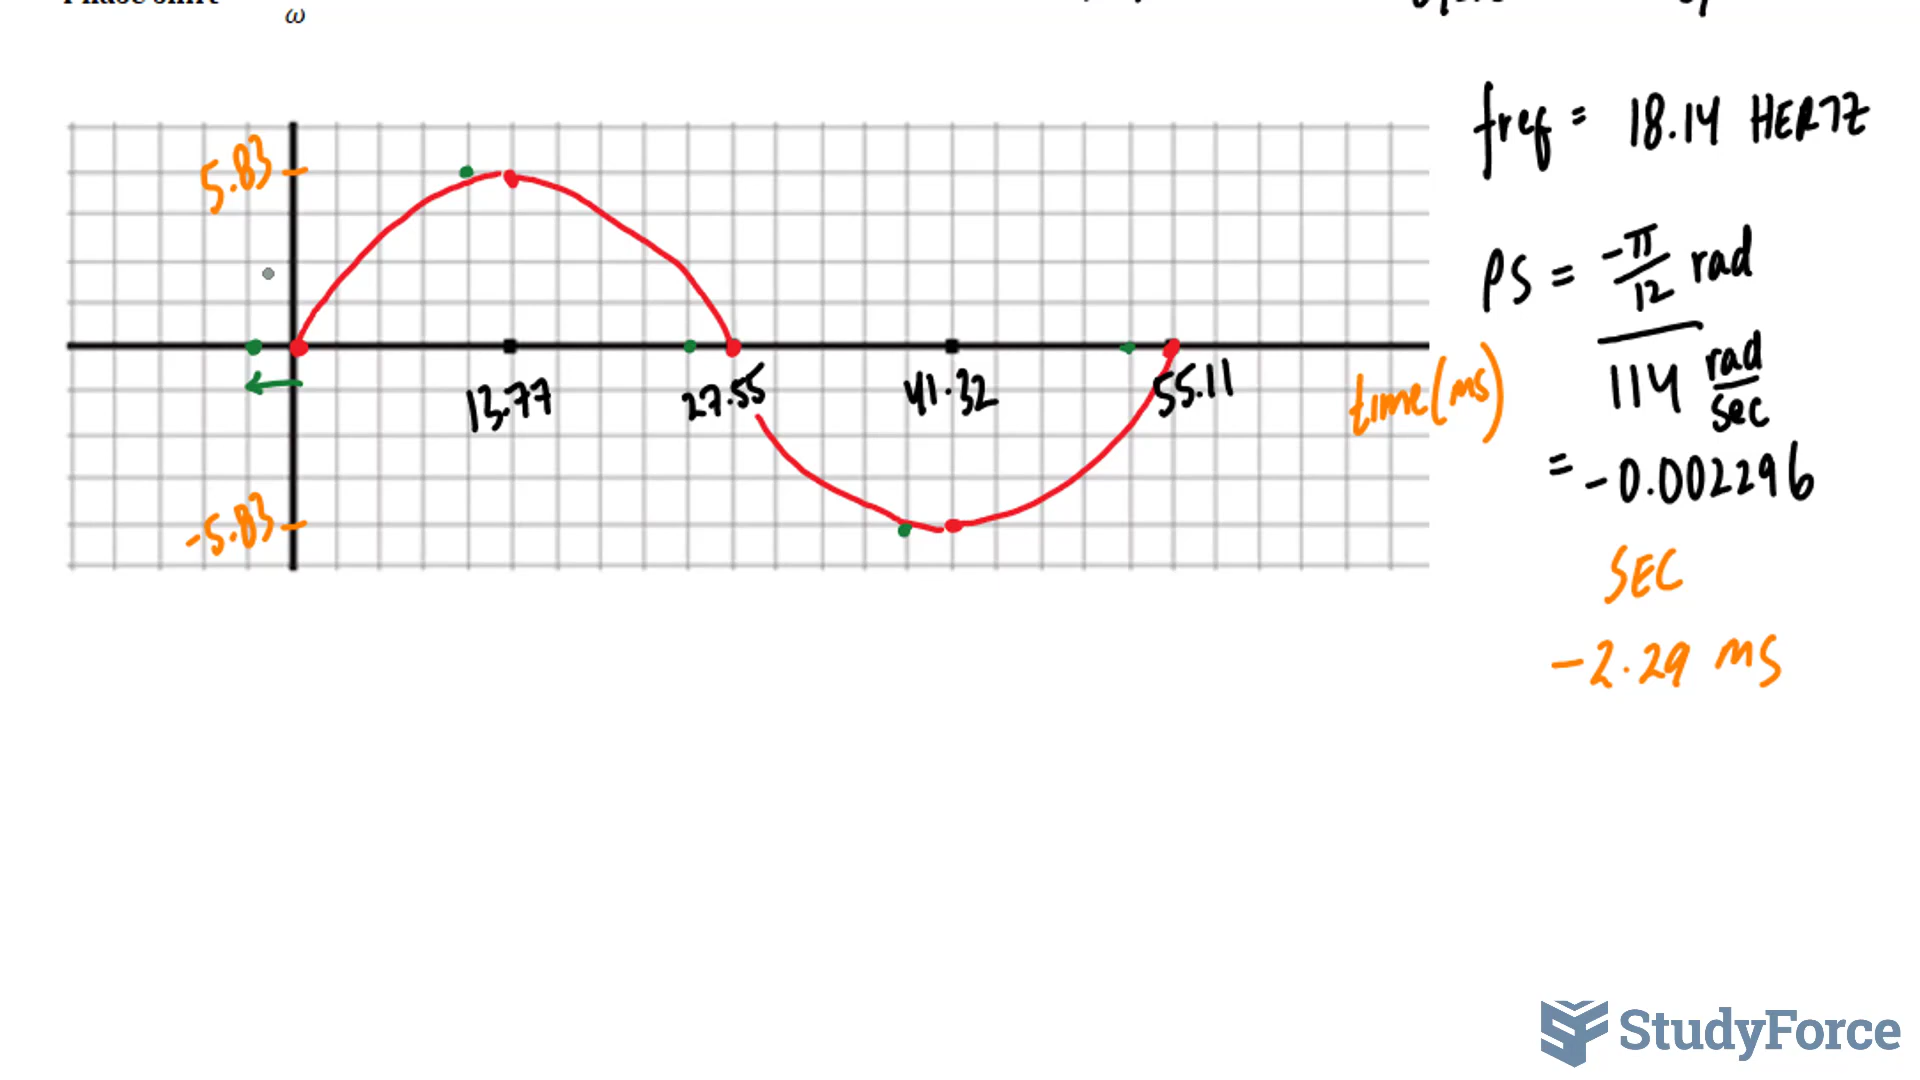 ω
freq = 18.14 HERTZ
5.83
PS = -π/12 rad
114 rad/sec
13.77 27.55 41.32 55.11 time(ms)
= -0.002296
-5.83
SEC
-2.29 ms
StudyForce